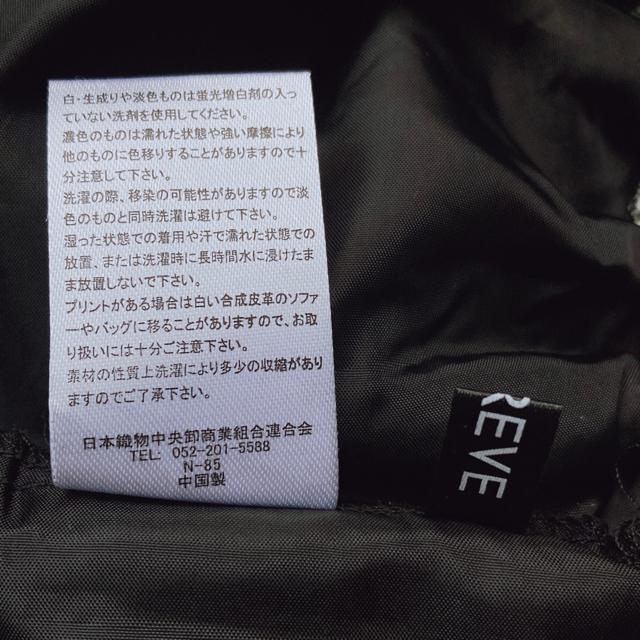 白・生成りや淡色ものは蛍光増白剤の入っ
ていない洗剤を使用してください。
濃色のものは濡れた状態や強い摩擦により
他のものに色移りすることがありますので十
分注意して下さい。
洗濯の際、移染の可能性がありますので淡
色のものと同時洗濯は避けて下さい。
湿った状態での着用や汗で濡れた状態での
放置、または洗濯時に長時間水に浸けたま
ま放置しないで下さい。
プリントがある場合は白い合成皮革のソファ
ーやバッグに移ることがありますので、お取
り扱いには十分ご注意下さい。
素材の性質上洗濯により多少の収縮があり
ますのでご了承下さい。
日本織物中央卸商業組合連合会
TEL: 052-201-5588
N-85
中国製
REVE